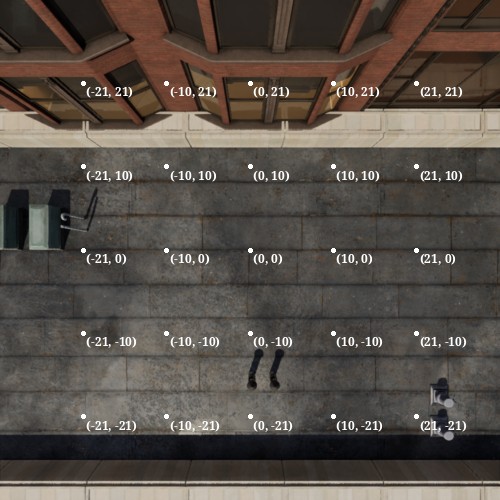 (-21, 21) (-10, 21) (0, 21) (10, 21) (21, 21)
(-21, 10) (-10, 10) (0, 10) (10, 10) (21, 10)
(-21, 0) (-10, 0) (0, 0) (10, 0) (21, 0)
(-21, -10) (-10, -10) (0, -10) (10, -10) (21, -10)
(-21, -21) (-10, -21) (0, -21) (10, -21) (21, -21)